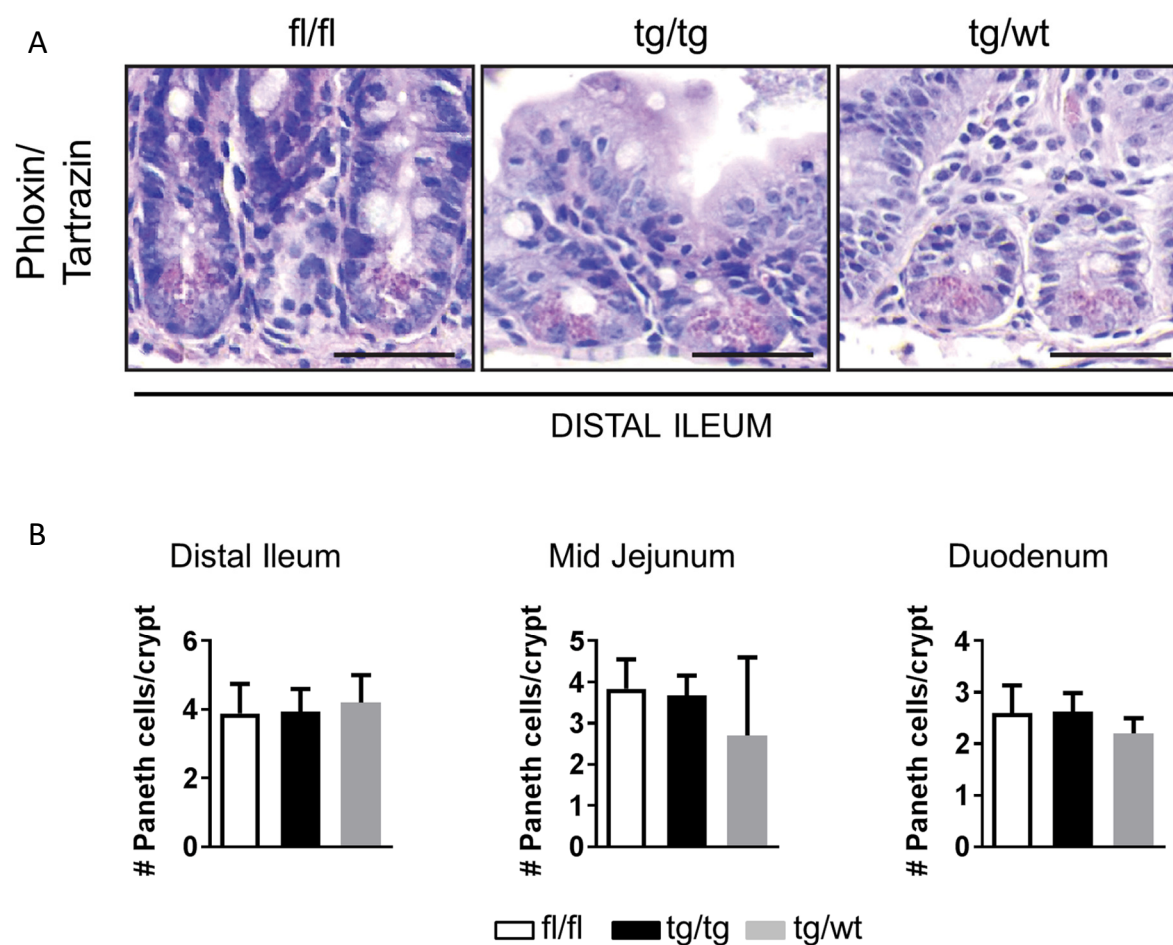 A
fl/fl
tg/tg
tg/wt
Phloxin/
Tartrazin
DISTAL ILEUM
B
Distal Ileum
# Paneth cells/crypt
6
4
2
0
Mid Jejunum
# Paneth cells/crypt
5
4
3
2
1
0
Duodenum
# Paneth cells/crypt
4
3
2
1
0
fl/fl tg/tg tg/wt